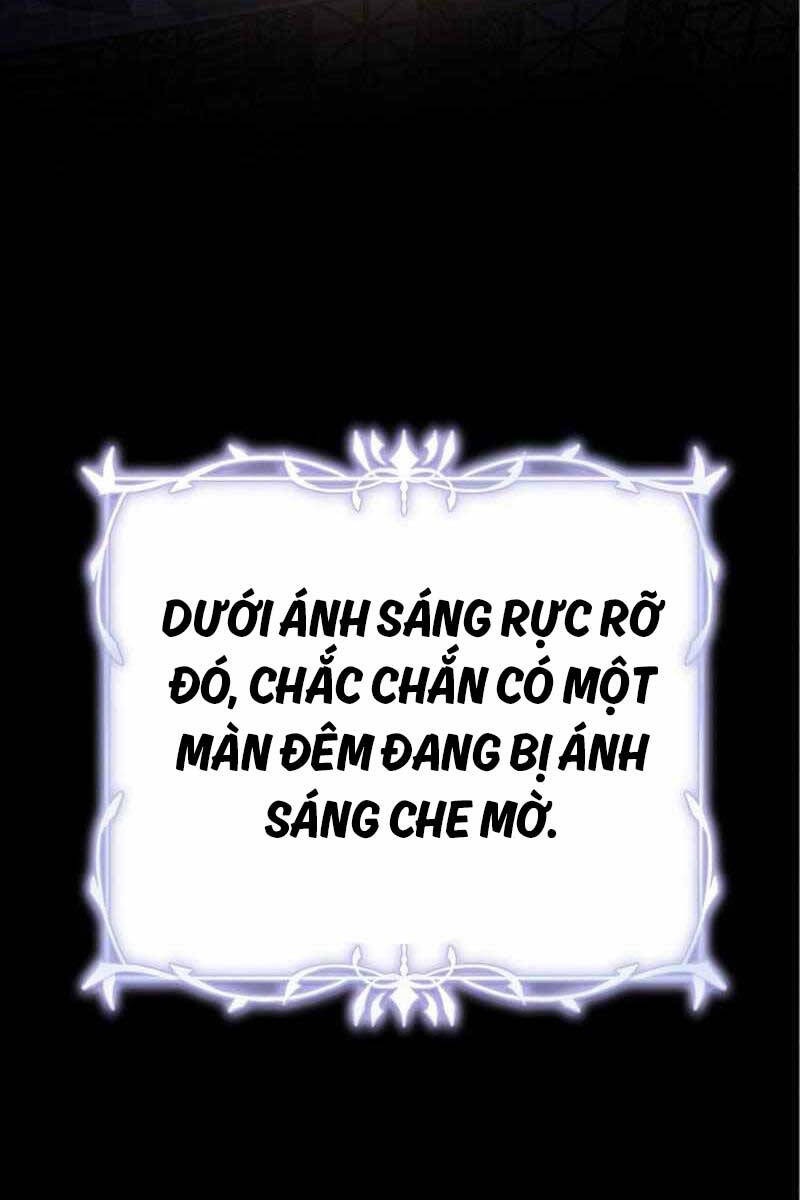 DƯỚI ÁNH SÁNG RỰC RỠ
ĐÓ, CHẮC CHẮN CÓ MỘT
MÀN ĐÊM ĐANG BỊ ÁNH
SÁNG CHE MỜ.